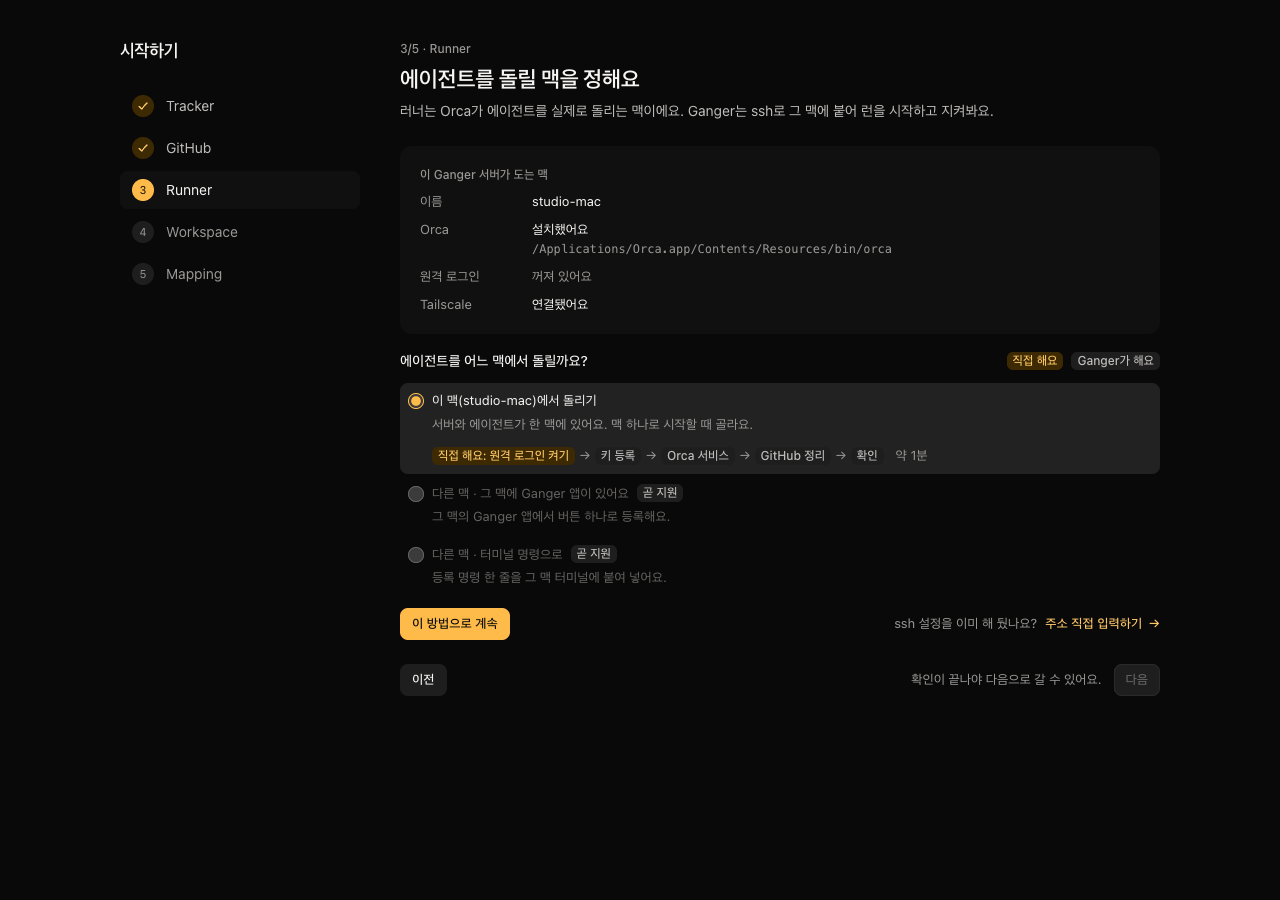 시작하기
Tracker
GitHub
3 Runner
4 Workspace
5 Mapping
3/5 · Runner
에이전트를 돌릴 맥을 정해요
러너는 Orca가 에이전트를 실제로 돌리는 맥이에요. Ganger는 ssh로 그 맥에 붙어 런을 시작하고 지켜봐요.
이 Ganger 서버가 도는 맥
이름 studio-mac
Orca 설치했어요
/Applications/Orca.app/Contents/Resources/bin/orca
원격 로그인 꺼져 있어요
Tailscale 연결됐어요
에이전트를 어느 맥에서 돌릴까요? 직접 해요 Ganger가 해요
이 맥(studio-mac)에서 돌리기
서버와 에이전트가 한 맥에 있어요. 맥 하나로 시작할 때 골라요.
직접 해요: 원격 로그인 켜기 → 키 등록 → Orca 서비스 → GitHub 정리 → 확인 약 1분
다른 맥 · 그 맥에 Ganger 앱이 있어요 곧 지원
그 맥의 Ganger 앱에서 버튼 하나로 등록해요.
다른 맥 · 터미널 명령으로 곧 지원
등록 명령 한 줄을 그 맥 터미널에 붙여 넣어요.
이 방법으로 계속 ssh 설정을 이미 해 뒀나요? 주소 직접 입력하기 →
이전 확인이 끝나야 다음으로 갈 수 있어요. 다음